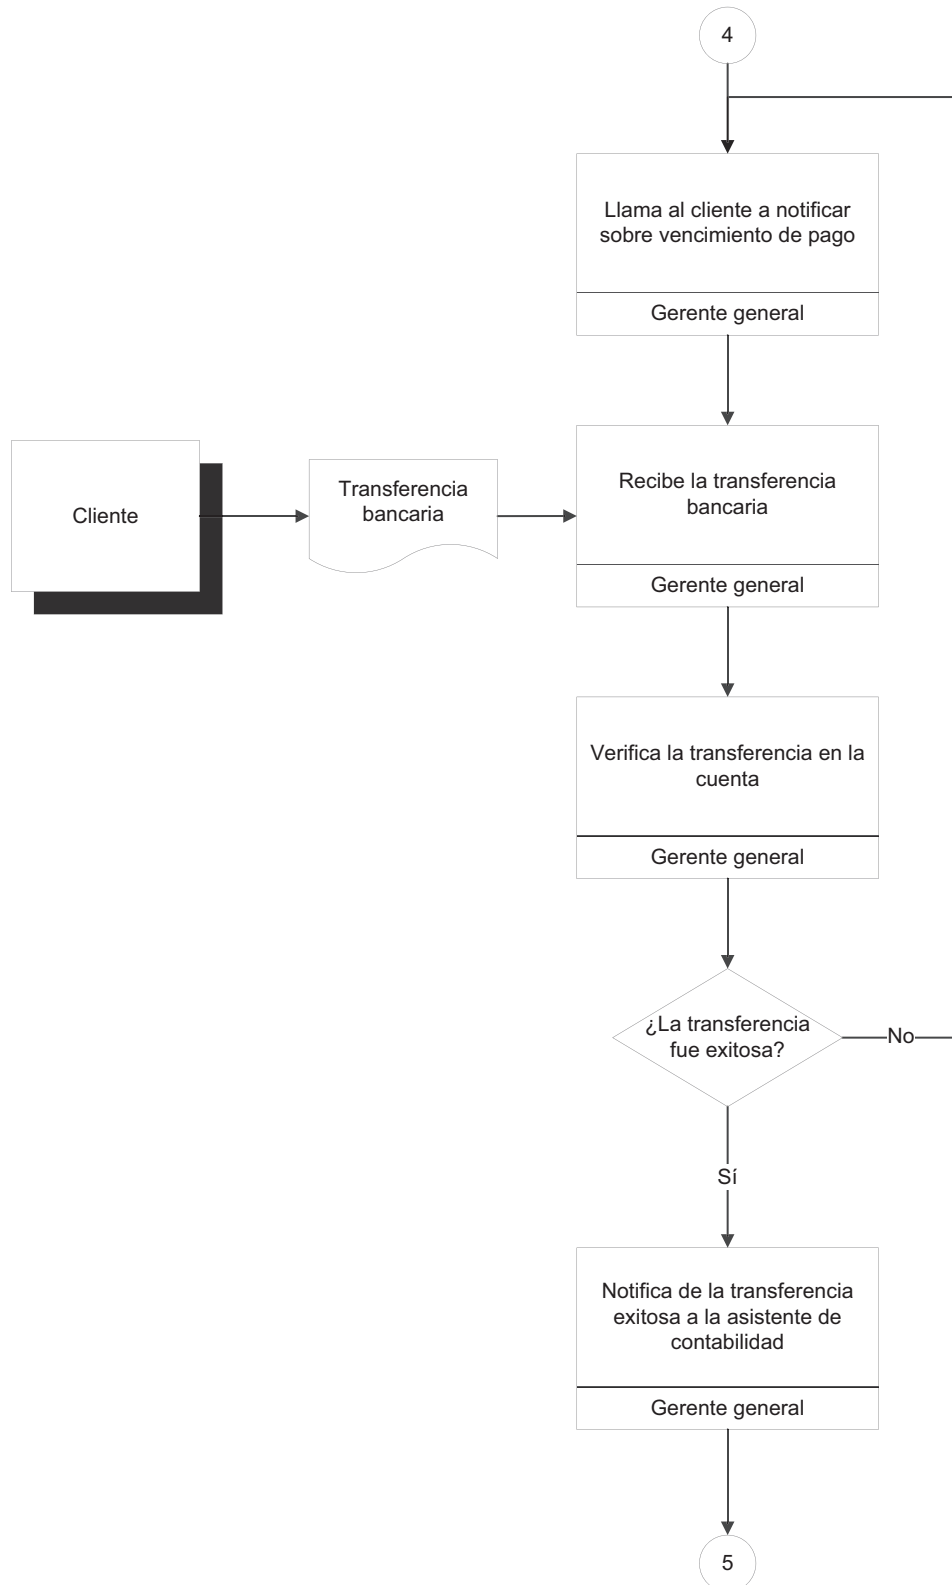 4
Llama al cliente a notificar
sobre vencimiento de pago
Gerente general
Cliente
Transferencia
bancaria
Recibe la transferencia
bancaria
Gerente general
Verifica la transferencia en la
cuenta
Gerente general
¿La transferencia
fue exitosa?
No
Sí
Notifica de la transferencia
exitosa a la asistente de
contabilidad
Gerente general
5